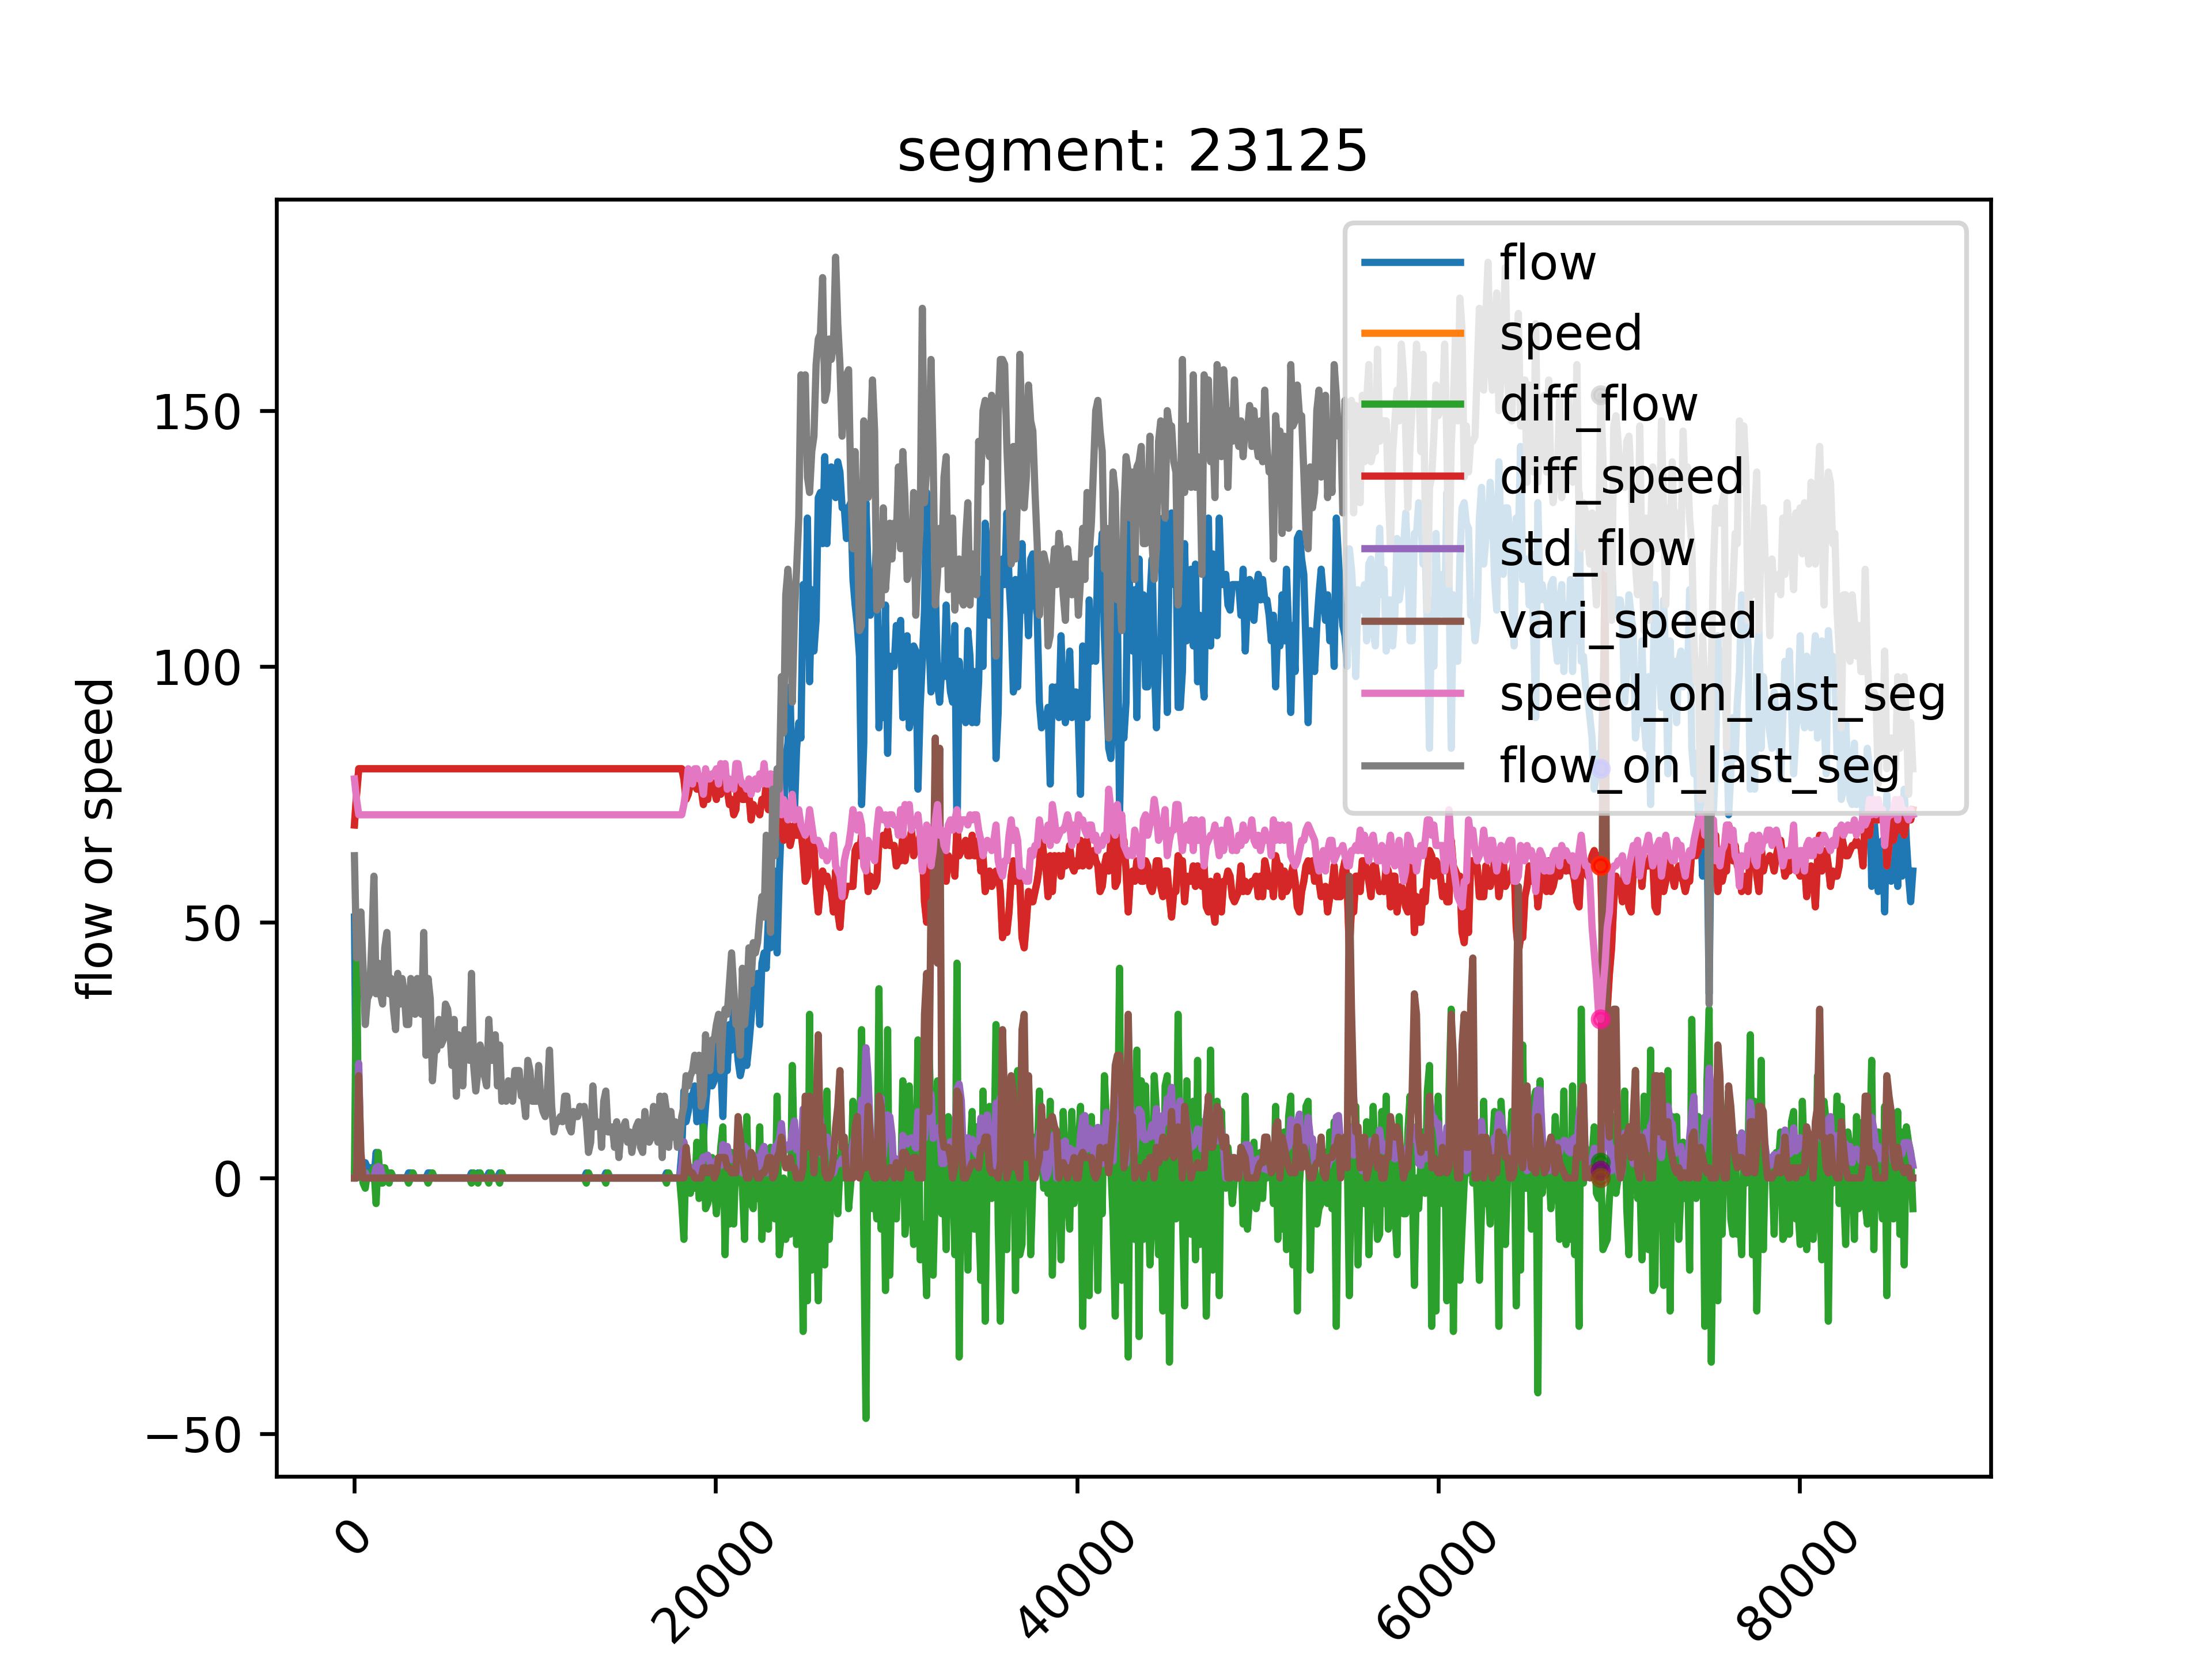 segment: 23125
flow or speed
150
100
50
0
−50
flow
speed
diff_flow
diff_speed
std_flow
vari_speed
speed_on_last_seg
flow_on_last_seg
0
20000
40000
60000
80000